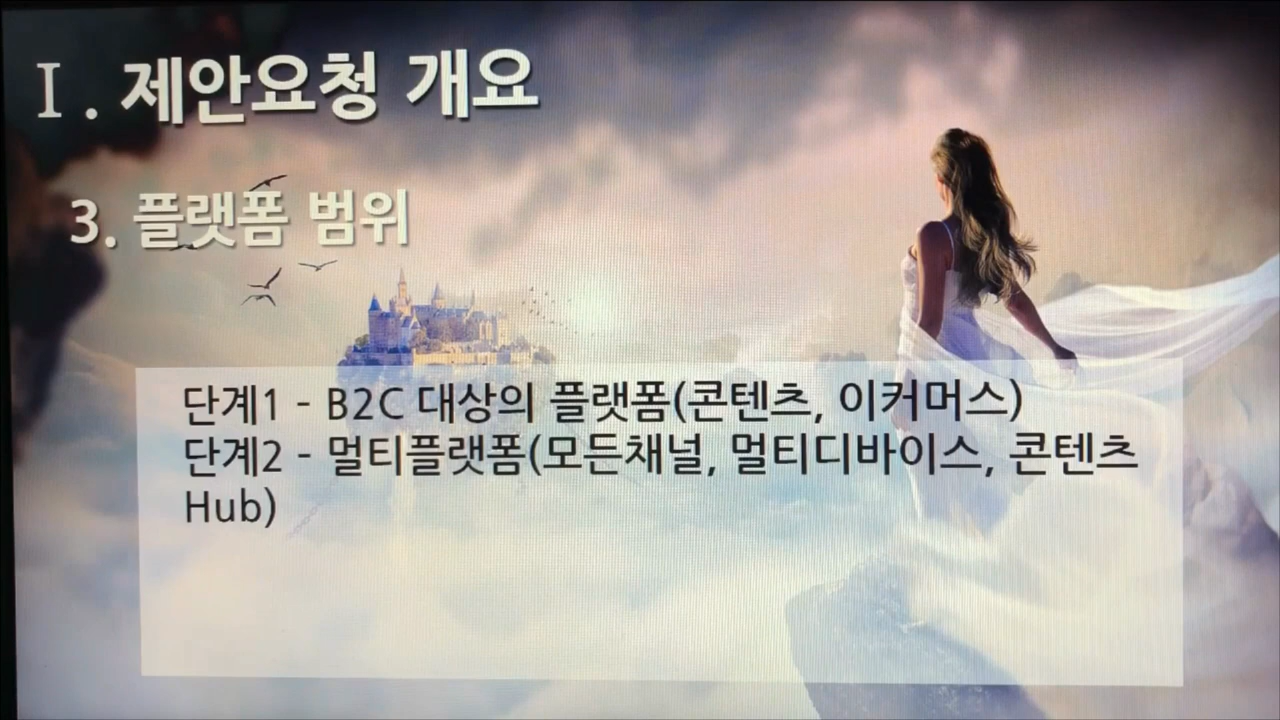 Ⅰ. 제안요청 개요
3. 플랫폼 범위
단계1 - B2C 대상의 플랫폼(콘텐츠, 이커머스)
단계2 - 멀티플랫폼(모든채널, 멀티디바이스, 콘텐츠
Hub)